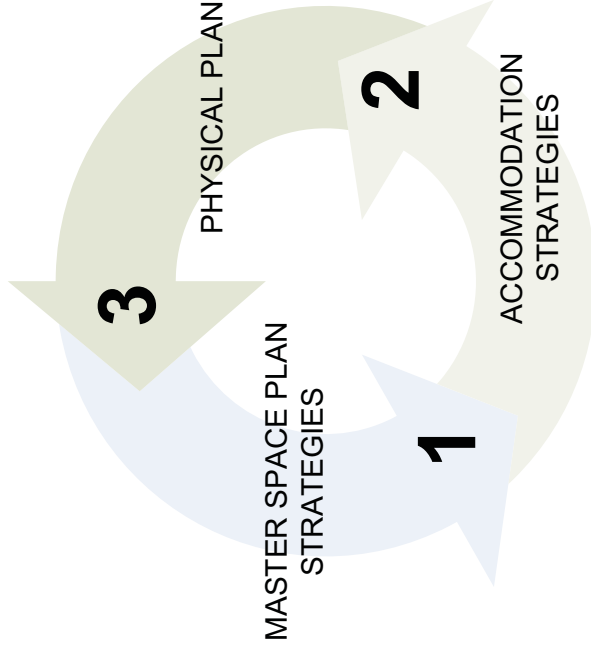 1
MASTER SPACE PLAN
STRATEGIES
2
ACCOMMODATION
STRATEGIES
3
PHYSICAL PLAN